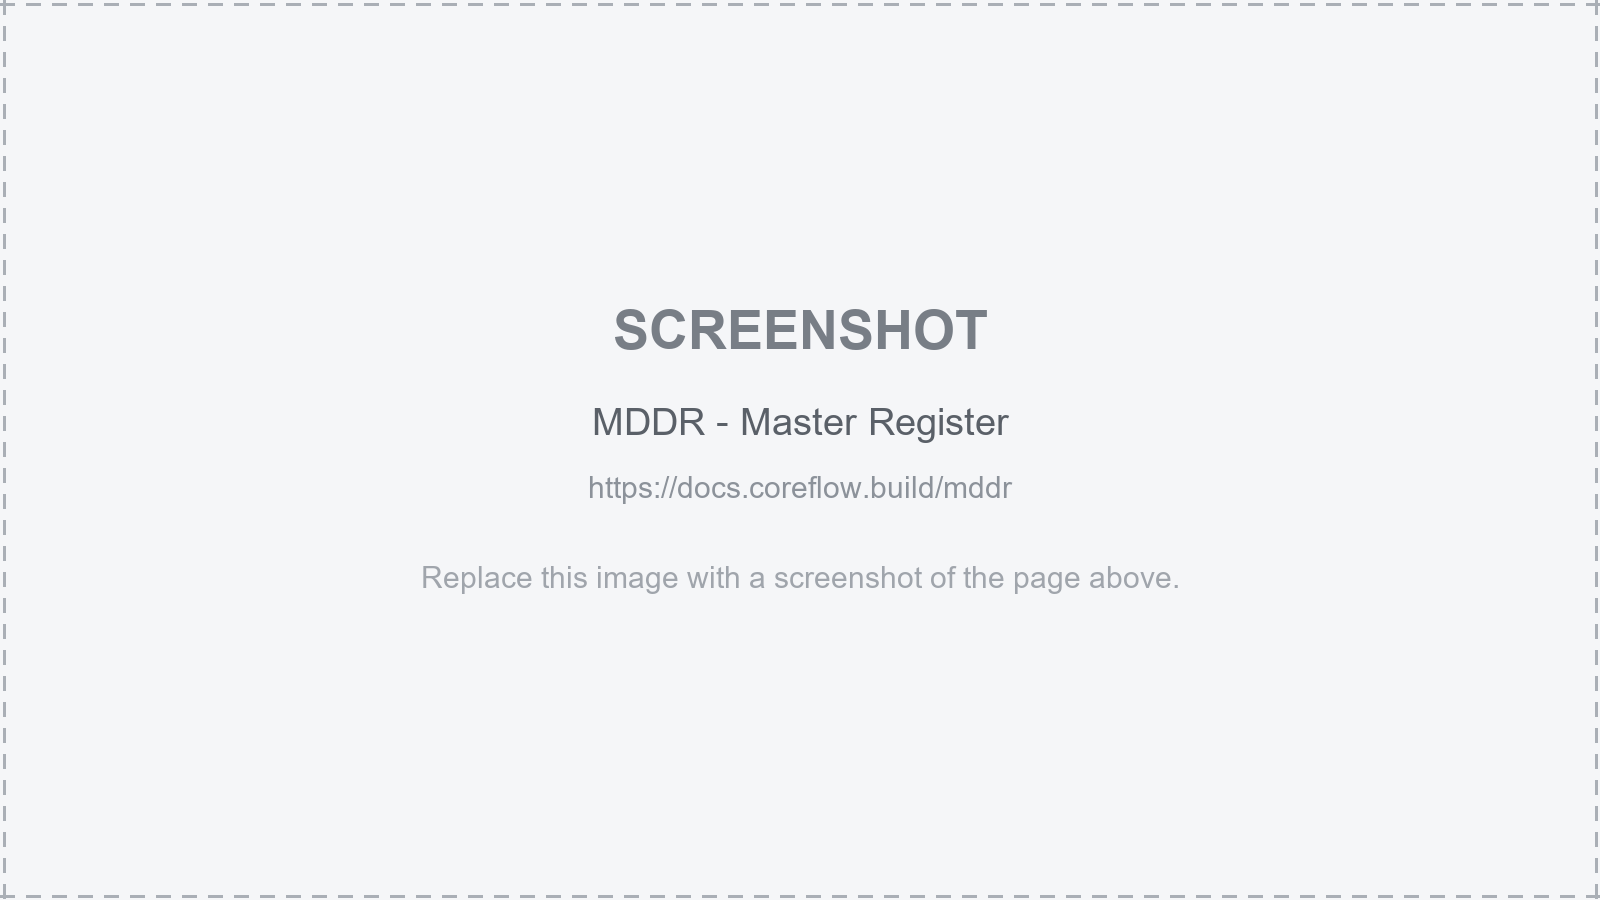 SCREENSHOT
MDDR - Master Register
https://docs.coreflow.build/mddr
Replace this image with a screenshot of the page above.